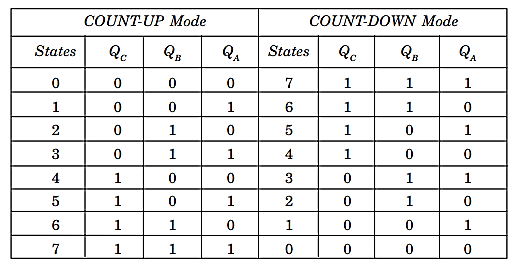 COUNT-UP Mode COUNT-DOWN Mode
States Q_C Q_B Q_A States Q_C Q_B Q_A
0 0 0 0 7 1 1 1
1 0 0 1 6 1 1 0
2 0 1 0 5 1 0 1
3 0 1 1 4 1 0 0
4 1 0 0 3 0 1 1
5 1 0 1 2 0 1 0
6 1 1 0 1 0 0 1
7 1 1 1 0 0 0 0